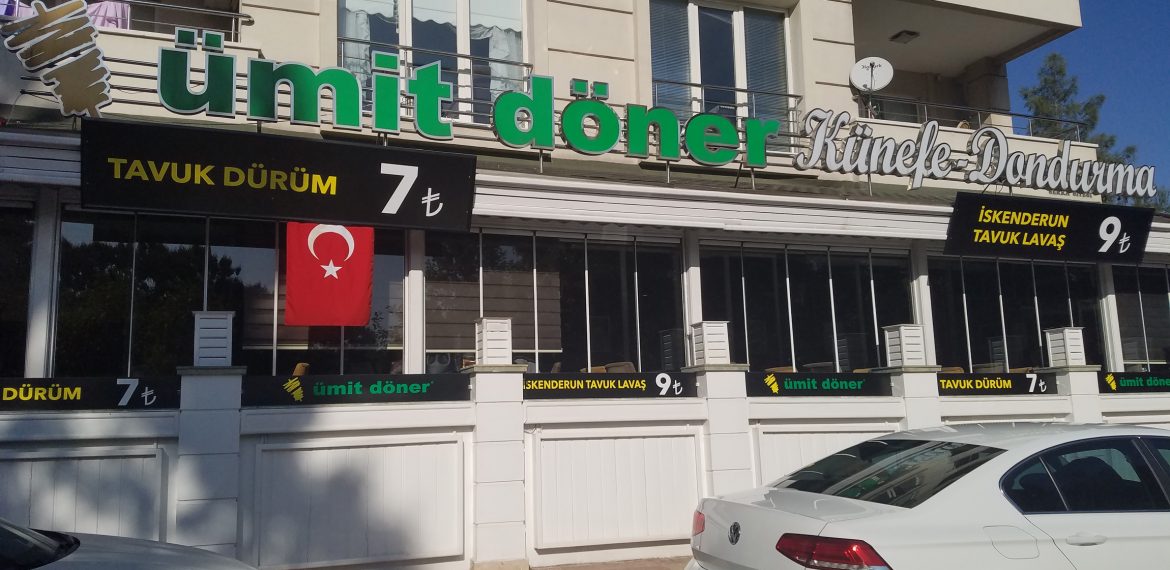 ümit döner
Künefe-Dondurma
TAVUK DÜRÜM 7₺
İSKENDERUN
TAVUK LAVAŞ 9₺
DÜRÜM 7₺
ümit döner
İSKENDERUN TAVUK LAVAŞ 9₺
ümit döner
TAVUK DÜRÜM 7₺
ümit döner